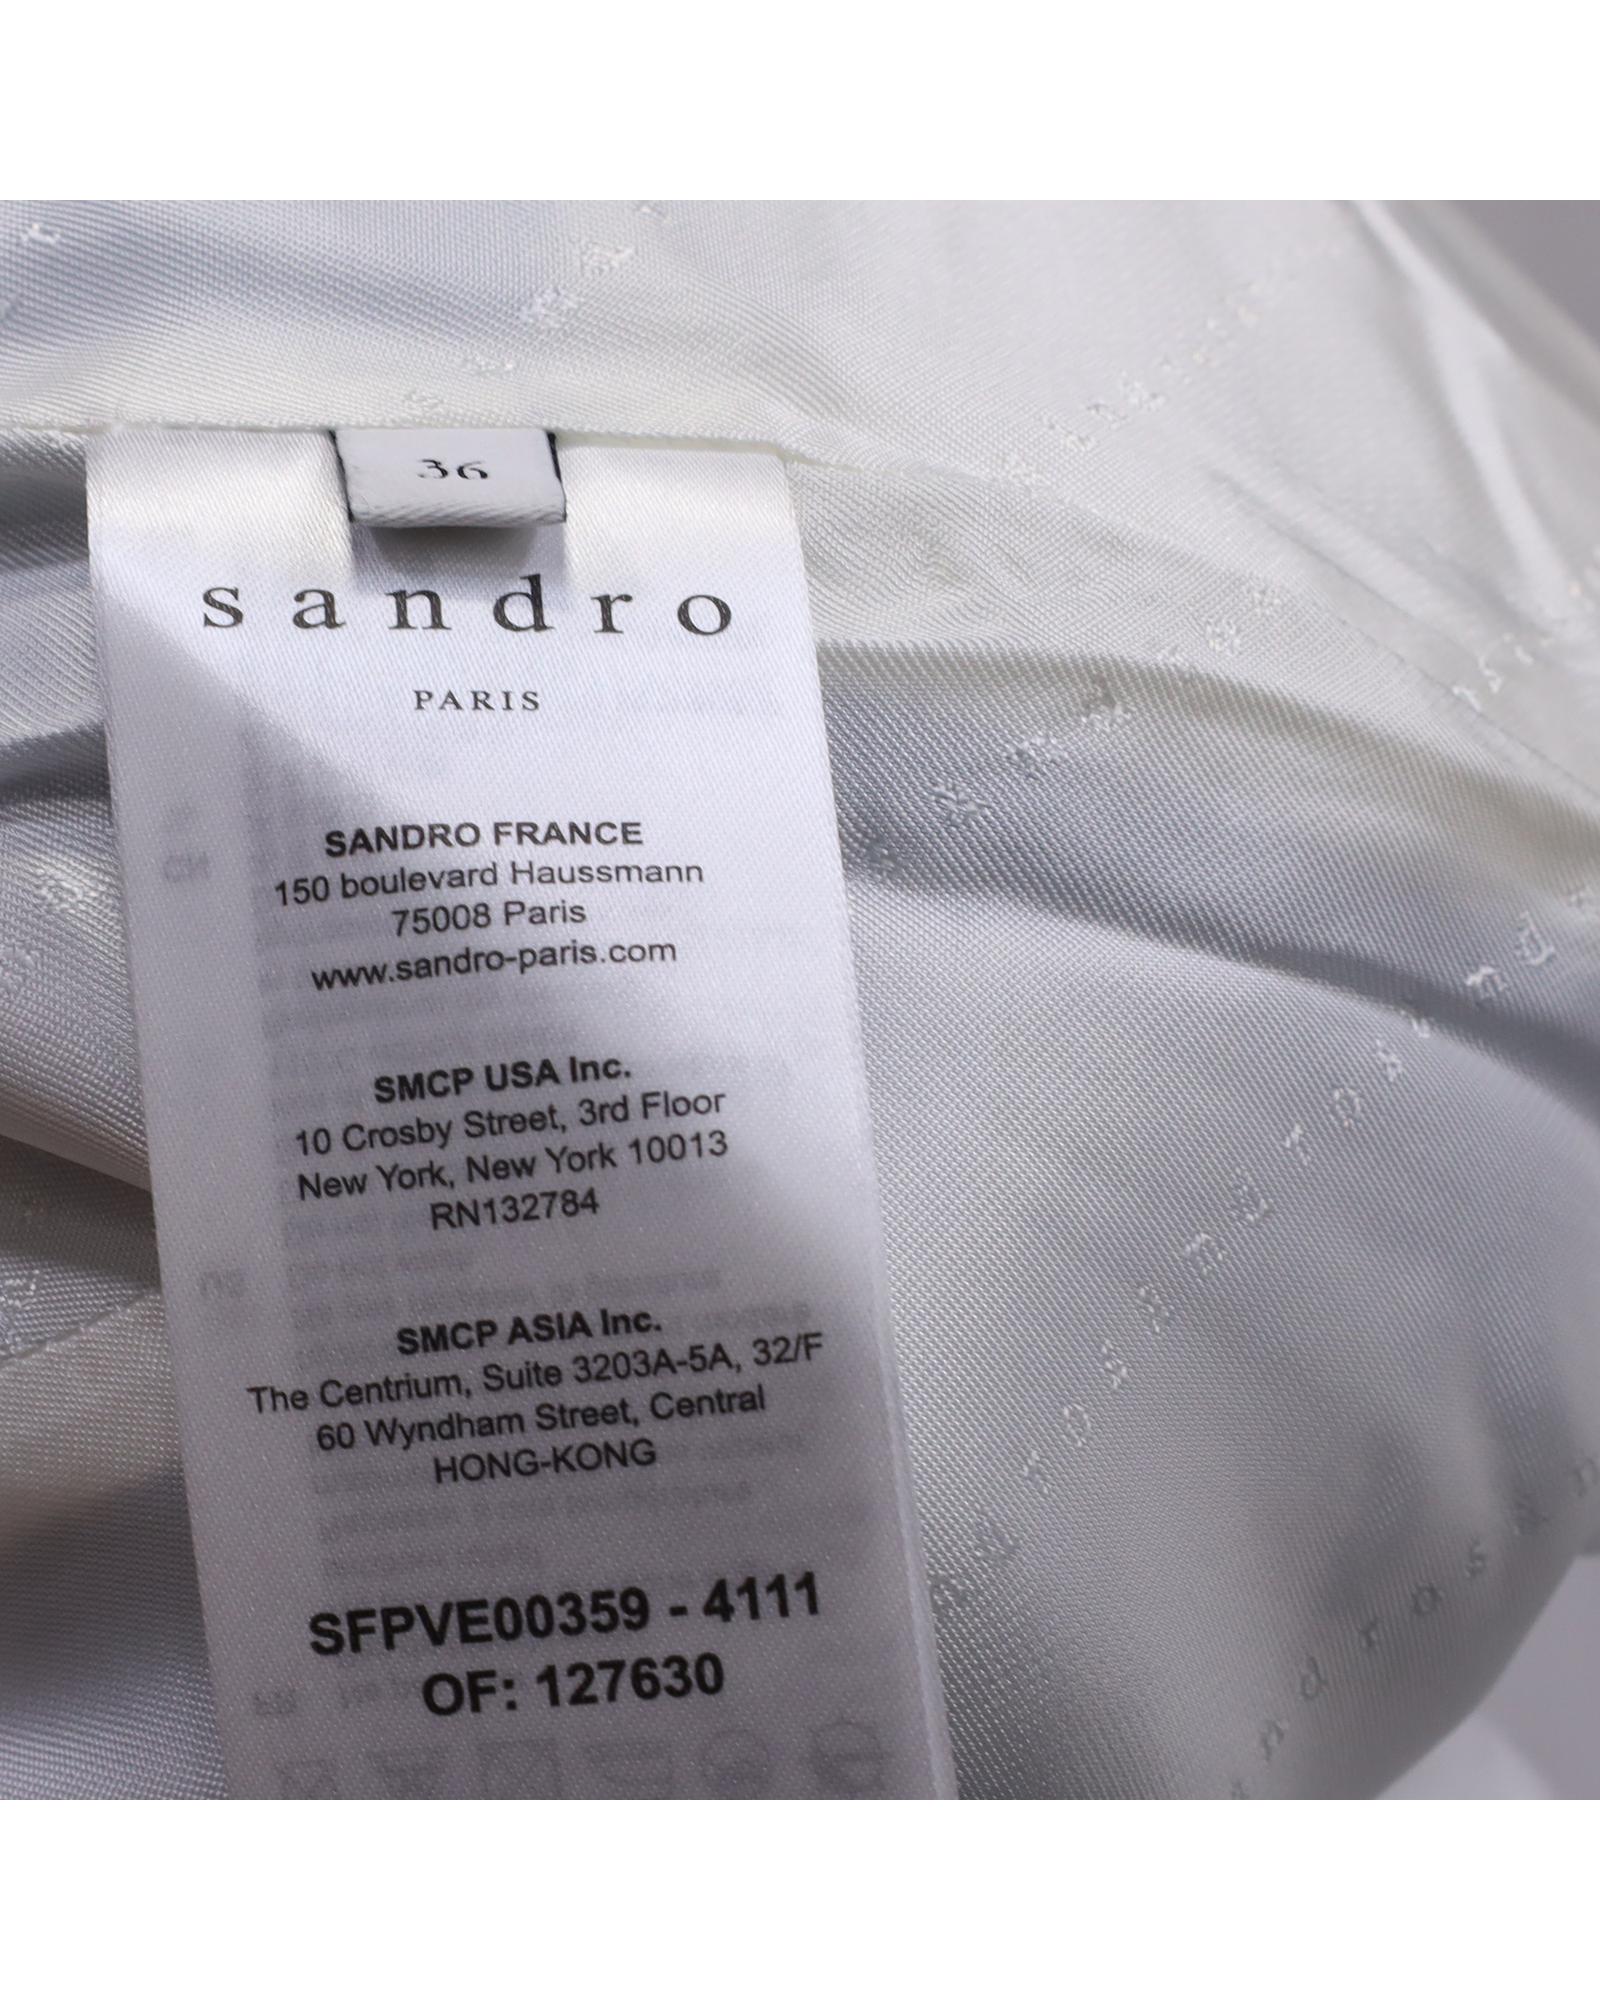 36
sandro
PARIS
SANDRO FRANCE
150 boulevard Haussmann
75008 Paris
www.sandro-paris.com
SMCP USA Inc.
10 Crosby Street, 3rd Floor
New York, New York 10013
RN132784
SMCP ASIA Inc.
The Centrium, Suite 3203A-5A, 32/F
60 Wyndham Street, Central
HONG-KONG
SFPVE00359 - 4111
OF: 127630